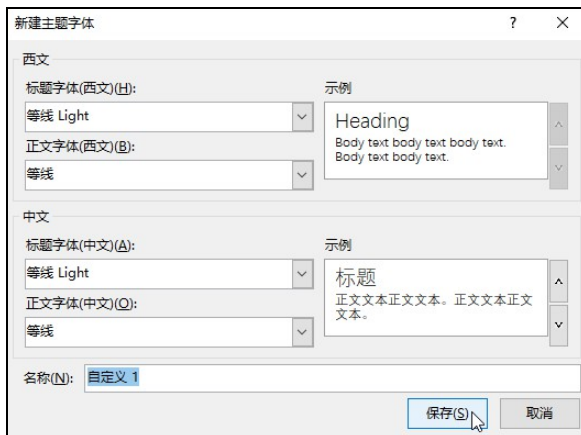 新建主题字体
?
西文
标题字体(西文)(H):
等线 Light
正文字体(西文)(B):
等线
示例
Heading
Body text body text body text.
Body text body text.
中文
标题字体(中文)(A):
等线 Light
正文字体(中文)(O):
等线
示例
标题
正文文本正文文本。正文文本正文
文本。
名称(N): 自定义 1
保存(S) 取消